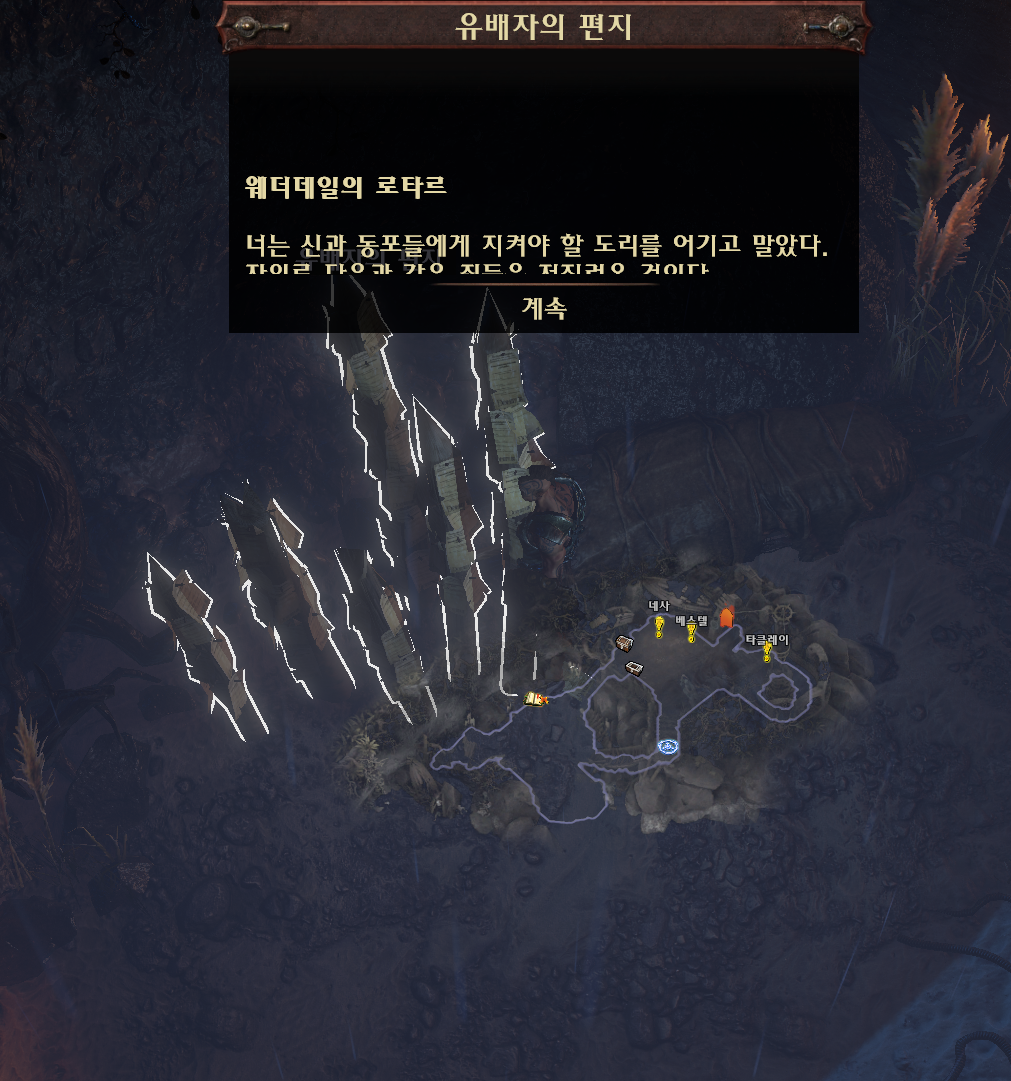 유배자의 편지
웨더데일의 로타르
너는 신과 동포들에게 지켜야 할 도리를 어기고 말았다.
계속
네사
베스텔
타클레이